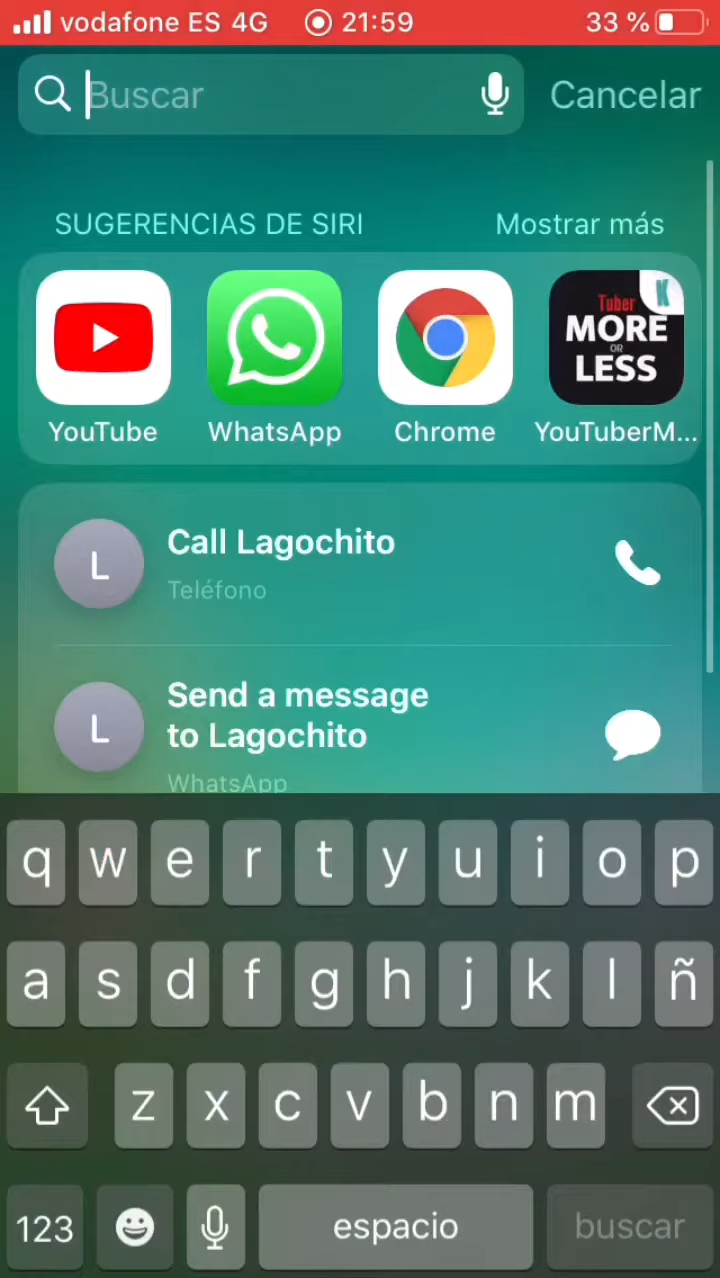 vodafone ES 4G 21:59 33 %
Buscar Cancelar
SUGERENCIAS DE SIRI Mostrar más
Tuber
MORE
OR
LESS
K
YouTube WhatsApp Chrome YouTuberM...
L
Call Lagochito
Teléfono
L
Send a message
to Lagochito
WhatsApp
q w e r t y u i o p
a s d f g h j k l ñ
z x c v b n m
123 espacio buscar